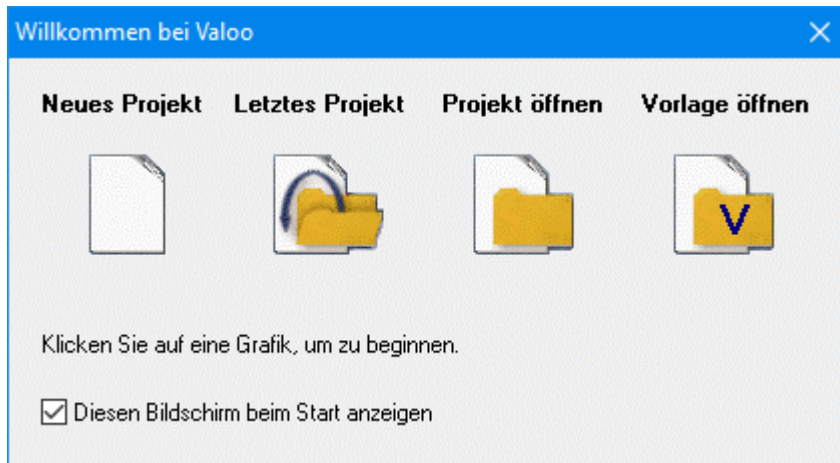 Willkommen bei Valoo
Neues Projekt Letztes Projekt Projekt öffnen Vorlage öffnen
V
Klicken Sie auf eine Grafik, um zu beginnen.
Diesen Bildschirm beim Start anzeigen